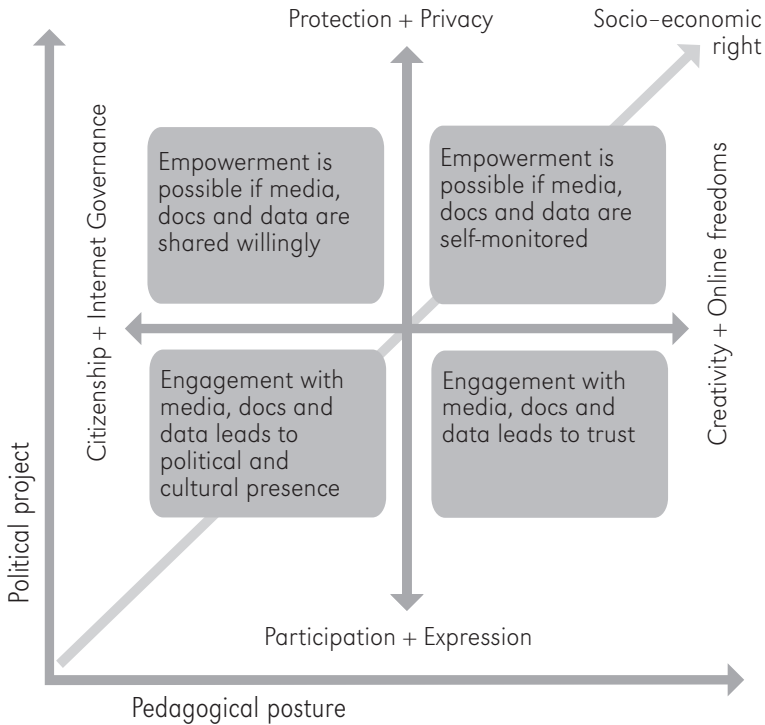 Protection + Privacy
Socio-economic
right
Citizenship + Internet Governance
Empowerment is
possible if media,
docs and data are
shared willingly
Empowerment is
possible if media,
docs and data are
self-monitored
Creativity + Online freedoms
Engagement with
media, docs and
data leads to
political and
cultural presence
Engagement with
media, docs and
data leads to trust
Political project
Participation + Expression
Pedagogical posture